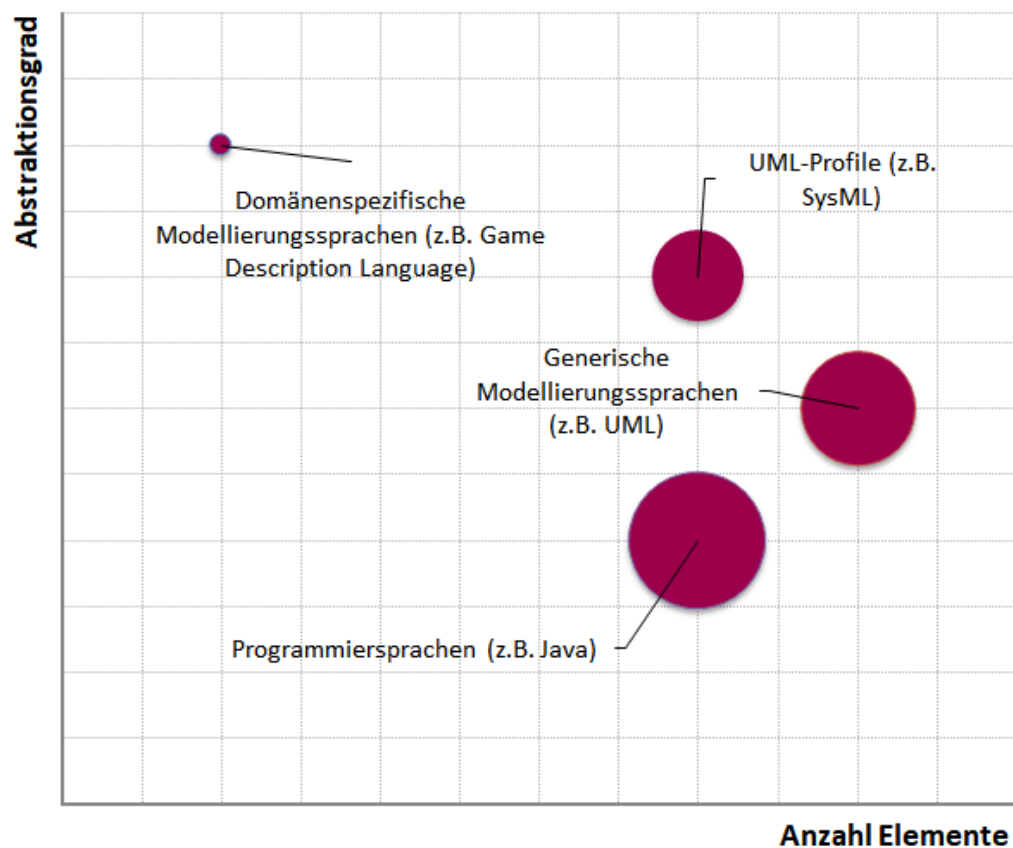 Abstraktionsgrad
UML-Profile (z.B.
SysML)
Domänenspezifische
Modellierungssprachen (z.B. Game
Description Language)
Generische
Modellierungssprachen
(z.B. UML)
Programmiersprachen (z.B. Java)
Anzahl Elemente